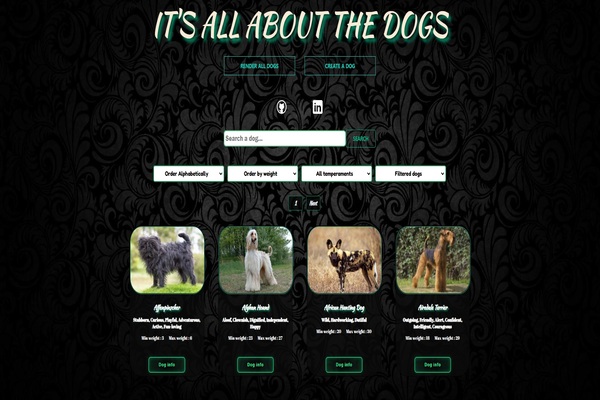 IT'S ALL ABOUT THE DOGS
RENDER ALL DOGS
CREATE A DOG
in
Search a dog...
SEARCH
Order Alphabetically
Order by weight
All temperaments
Filtered dogs
1
Next
Affenpinscher
Stubborn, Curious, Playful, Adventurous,
Active, Fun-loving
Min weight : 3 Max weight : 6
Dog info
Afghan Hound
Aloof, Clownish, Dignified, Independent,
Happy
Min weight : 23 Max weight : 27
Dog info
African Hunting Dog
Wild, Hardworking, Dutiful
Min weight : 20 Max weight : 30
Dog info
Airedale Terrier
Outgoing, Friendly, Alert, Confident,
Intelligent, Courageous
Min weight : 18 Max weight : 29
Dog info